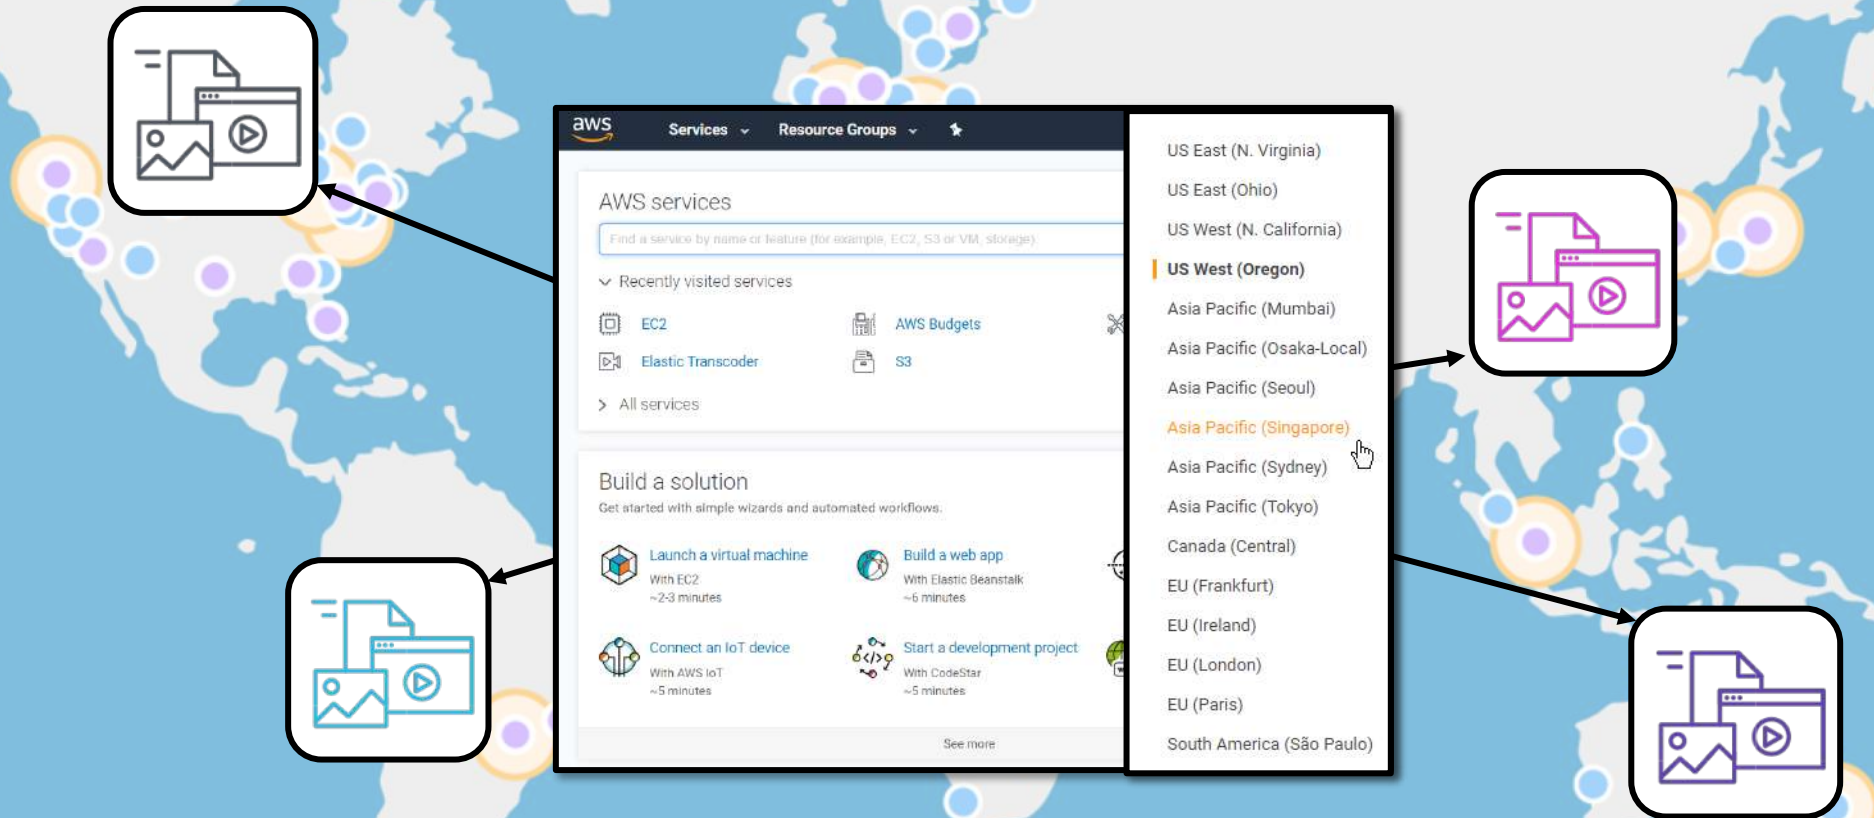 aws
Services
Resource Groups
AWS services
Find a service by name or feature (for example, EC2, S3 or VM, storage)
Recently visited services
EC2
AWS Budgets
Elastic Transcoder
S3
All services
Build a solution
Get started with simple wizards and automated workflows.
Launch a virtual machine
With EC2
~2-3 minutes
Build a web app
With Elastic Beanstalk
~6 minutes
Connect an IoT device
With AWS IoT
~5 minutes
Start a development project
With CodeStar
~5 minutes
See more
US East (N. Virginia)
US East (Ohio)
US West (N. California)
US West (Oregon)
Asia Pacific (Mumbai)
Asia Pacific (Osaka-Local)
Asia Pacific (Seoul)
Asia Pacific (Singapore)
Asia Pacific (Sydney)
Asia Pacific (Tokyo)
Canada (Central)
EU (Frankfurt)
EU (Ireland)
EU (London)
EU (Paris)
South America (São Paulo)